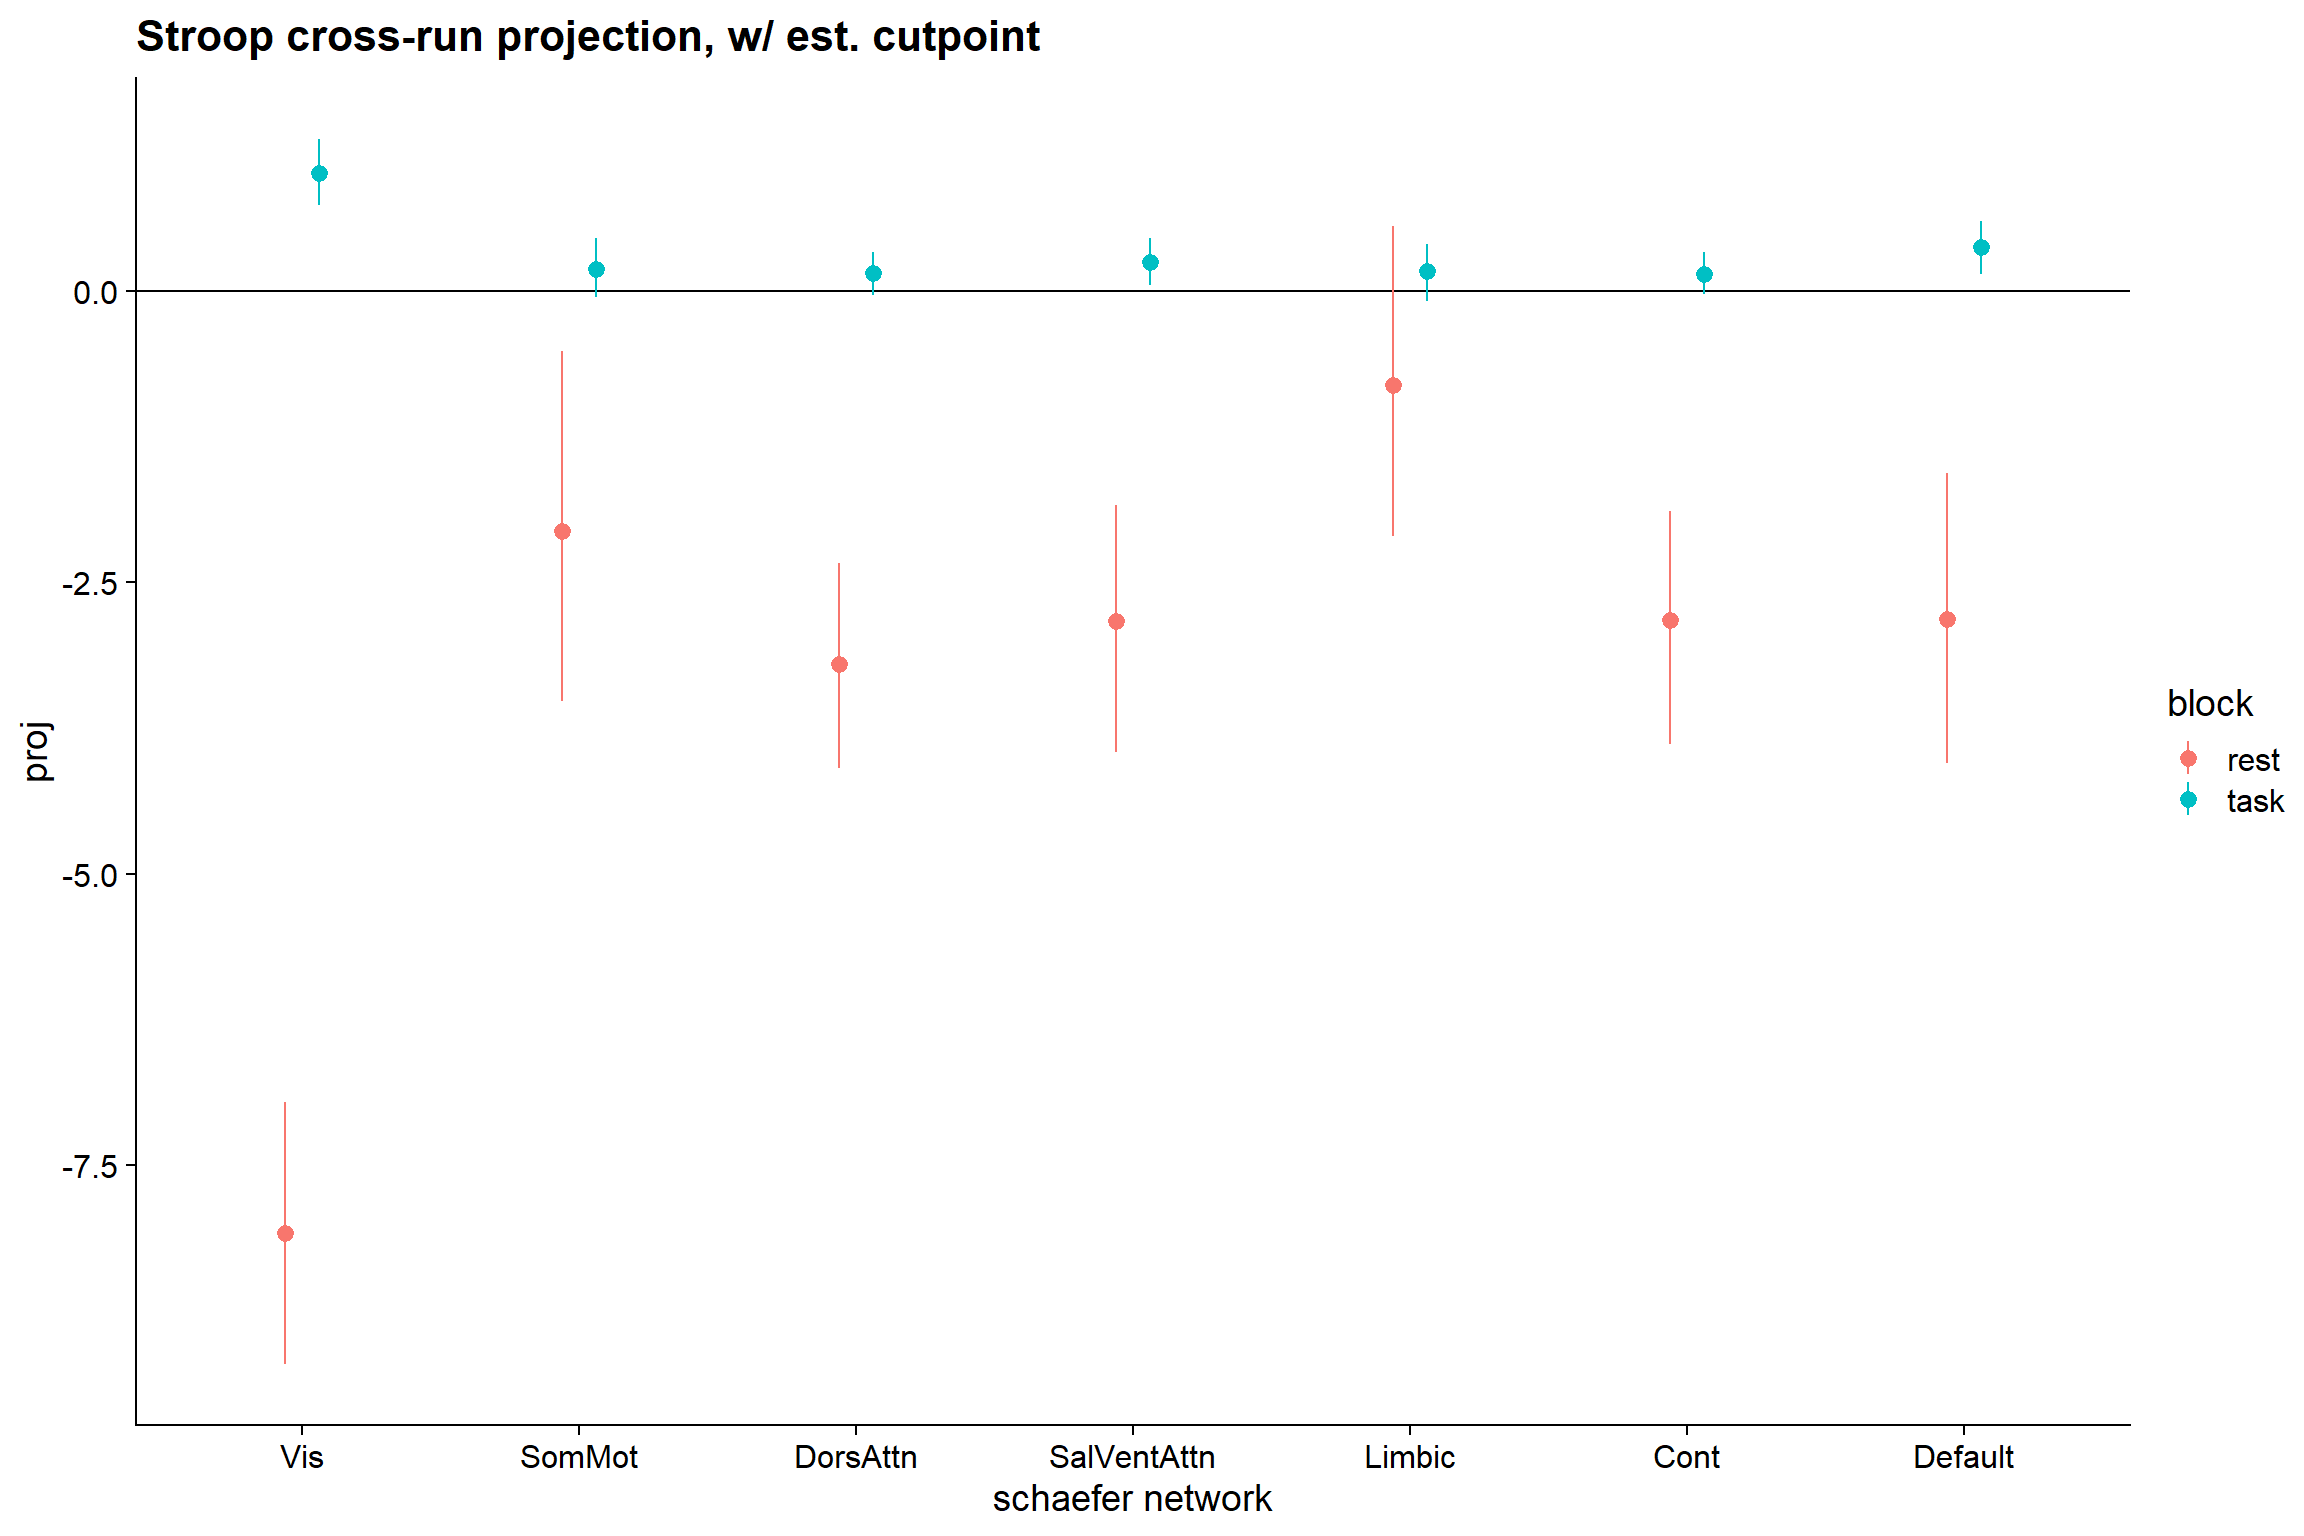 Stroop cross-run projection, w/ est. cutpoint
0.0
-2.5
-5.0
-7.5
proj
Vis
SomMot
DorsAttn
SalVentAttn
Limbic
Cont
Default
schaefer network
block
rest
task